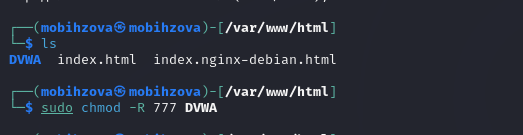 ┌──(mobihzova㉿mobihzova)-[/var/www/html]
└─$ ls
DVWA  index.html  index.nginx-debian.html
┌──(mobihzova㉿mobihzova)-[/var/www/html]
└─$ sudo chmod -R 777 DVWA